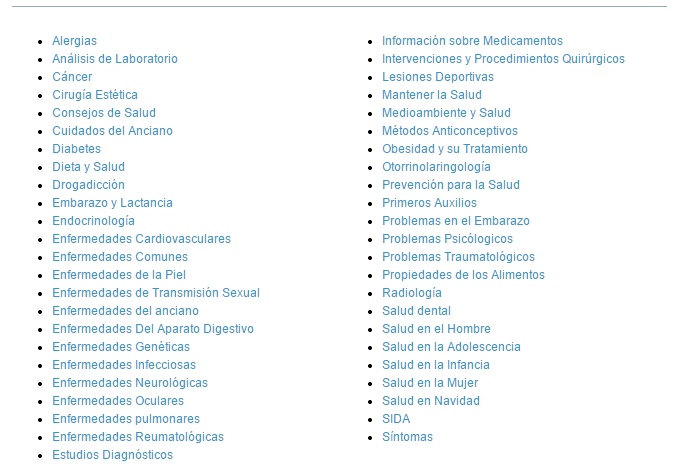 Alergias
Análisis de Laboratorio
Cáncer
Cirugía Estética
Consejos de Salud
Cuidados del Anciano
Diabetes
Dieta y Salud
Drogadicción
Embarazo y Lactancia
Endocrinología
Enfermedades Cardiovasculares
Enfermedades Comunes
Enfermedades de la Piel
Enfermedades de Transmisión Sexual
Enfermedades del anciano
Enfermedades Del Aparato Digestivo
Enfermedades Genéticas
Enfermedades Infecciosas
Enfermedades Neurológicas
Enfermedades Oculares
Enfermedades pulmonares
Enfermedades Reumatológicas
Estudios Diagnósticos
Información sobre Medicamentos
Intervenciones y Procedimientos Quirúrgicos
Lesiones Deportivas
Mantener la Salud
Medioambiente y Salud
Métodos Anticonceptivos
Obesidad y su Tratamiento
Otorrinolaringología
Prevención para la Salud
Primeros Auxilios
Problemas en el Embarazo
Problemas Psicólogicos
Problemas Traumatológicos
Propiedades de los Alimentos
Radiología
Salud dental
Salud en el Hombre
Salud en la Adolescencia
Salud en la Infancia
Salud en la Mujer
Salud en Navidad
SIDA
Síntomas